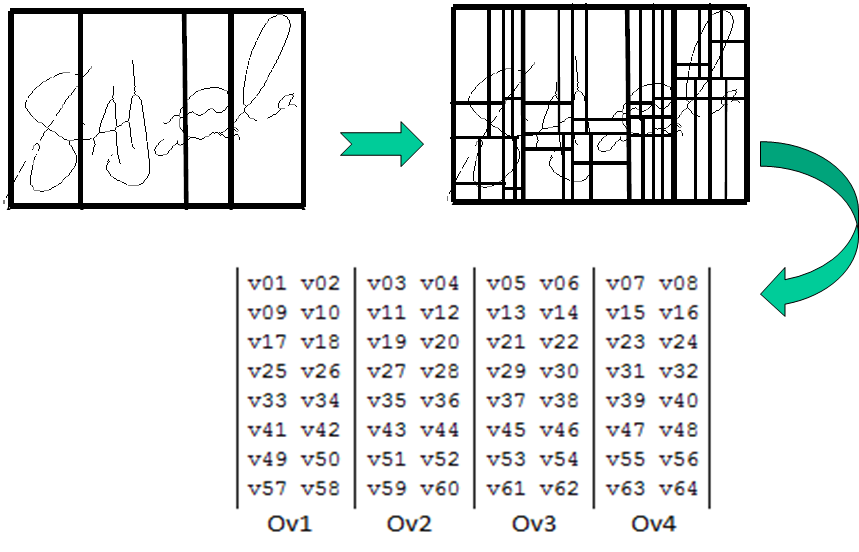 v01 v02 v03 v04 v05 v06 v07 v08
v09 v10 v11 v12 v13 v14 v15 v16
v17 v18 v19 v20 v21 v22 v23 v24
v25 v26 v27 v28 v29 v30 v31 v32
v33 v34 v35 v36 v37 v38 v39 v40
v41 v42 v43 v44 v45 v46 v47 v48
v49 v50 v51 v52 v53 v54 v55 v56
v57 v58 v59 v60 v61 v62 v63 v64
Ov1 Ov2 Ov3 Ov4